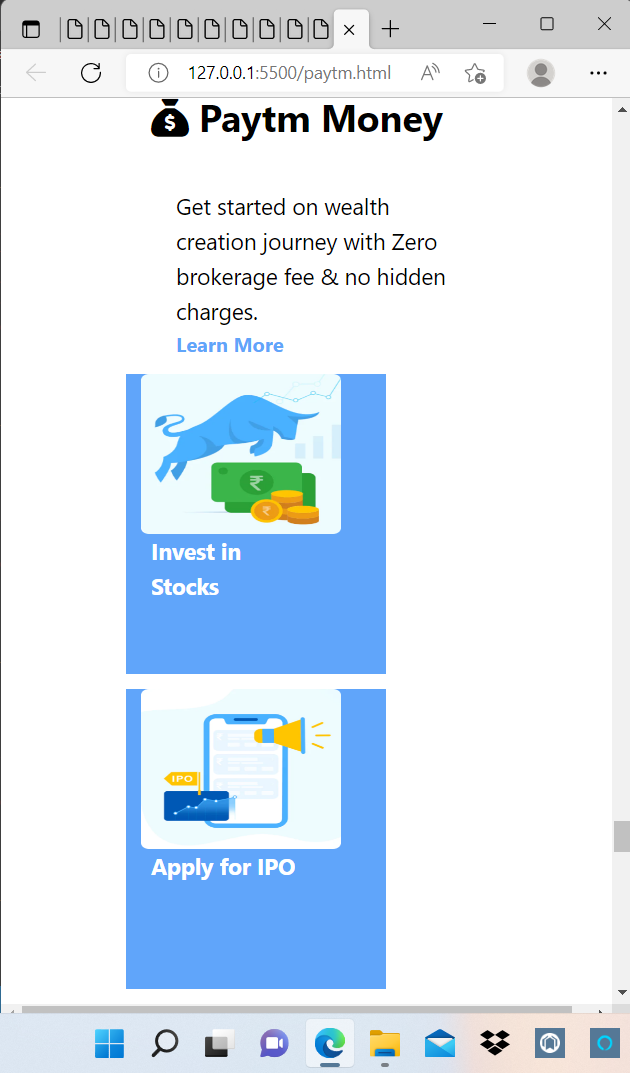 127.0.0.1:5500/paytm.html
Paytm Money
Get started on wealth
creation journey with Zero
brokerage fee & no hidden
charges.
Learn More
Invest in
Stocks
IPO
Apply for IPO